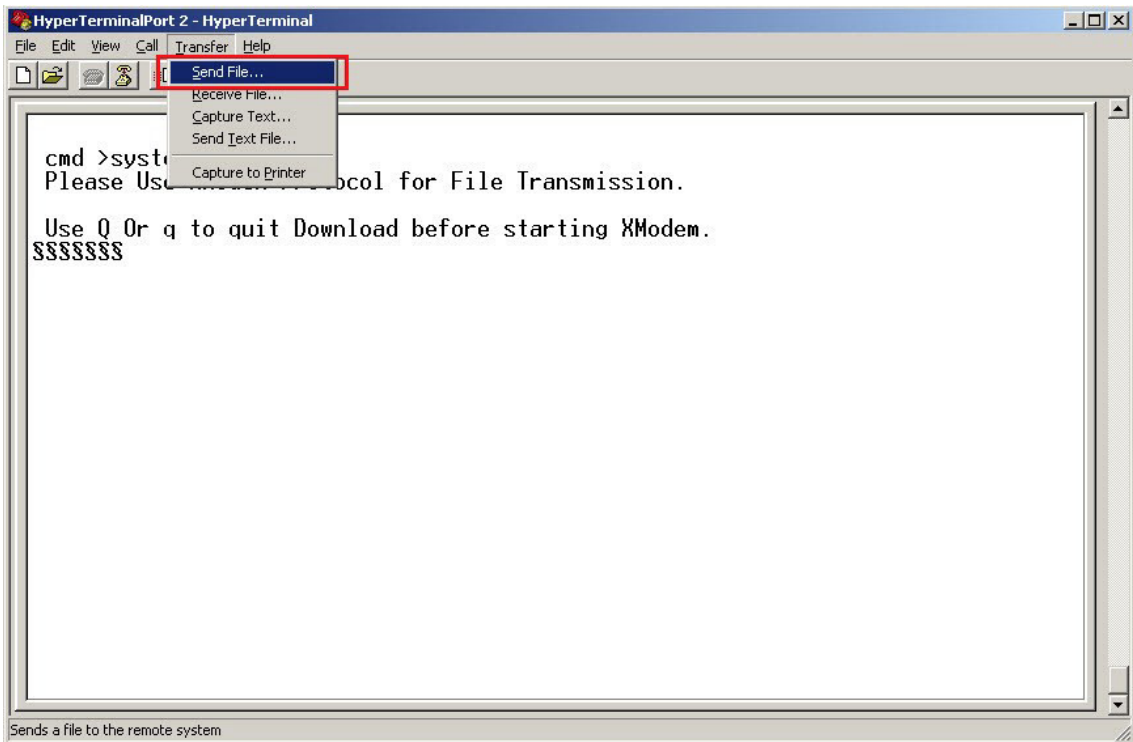 HyperTerminalPort 2 - HyperTerminal
File Edit View Call Transfer Help
Send File...
Receive File...
Capture Text...
Send Text File...
Capture to Printer
cmd >syst
Please Use Protocol for File Transmission.
Use Q Or q to quit Download before starting XModem.
§§§§§§§
Sends a file to the remote system